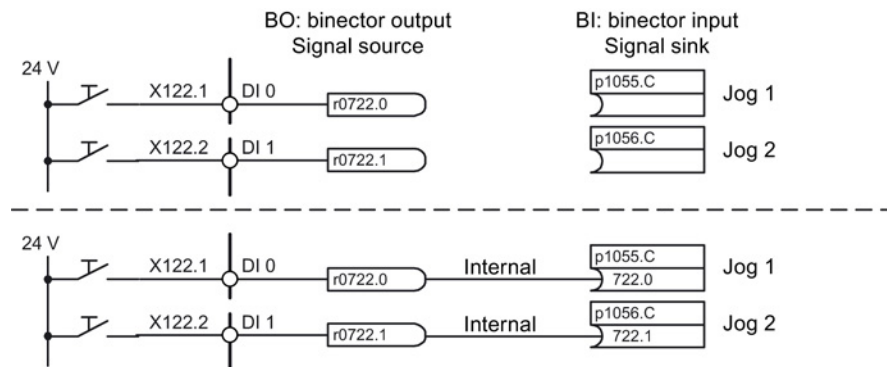 BO: binector output BI: binector input
Signal source Signal sink
24 V
X122.1 DI 0 r0722.0 p1055.C Jog 1
X122.2 DI 1 r0722.1 p1056.C Jog 2
24 V
X122.1 DI 0 r0722.0 Internal p1055.C 722.0 Jog 1
X122.2 DI 1 r0722.1 Internal p1056.C 722.1 Jog 2